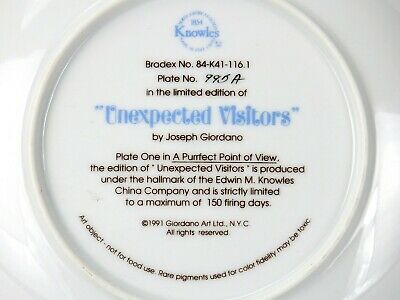 1854
Knowles
Bradex No. 84-K41-116.1
Plate No. 985A
in the limited edition of
"Unexpected Visitors"
by Joseph Giordano
Plate One in A Purrfect Point of View,
the edition of "Unexpected Visitors" is produced
under the hallmark of the Edwin M. Knowles
China Company and is strictly limited
to a maximum of 150 firing days.
©1991 Giordano Art Ltd., N.Y.C.
All rights reserved.
Art object - not for food use. Rare pigments used for color fidelity may be toxic.